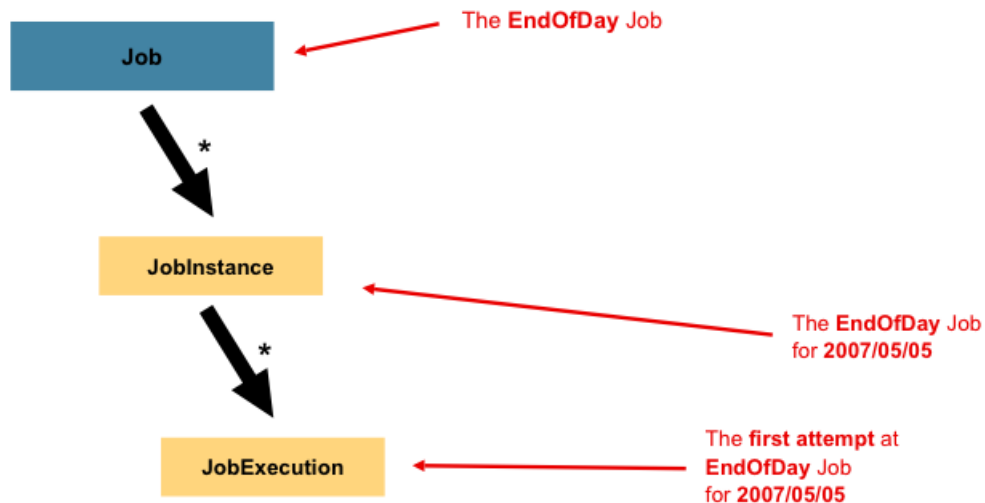 The EndOfDay Job
Job
*
JobInstance
The EndOfDay Job
for 2007/05/05
*
The first attempt at
EndOfDay Job
for 2007/05/05
JobExecution